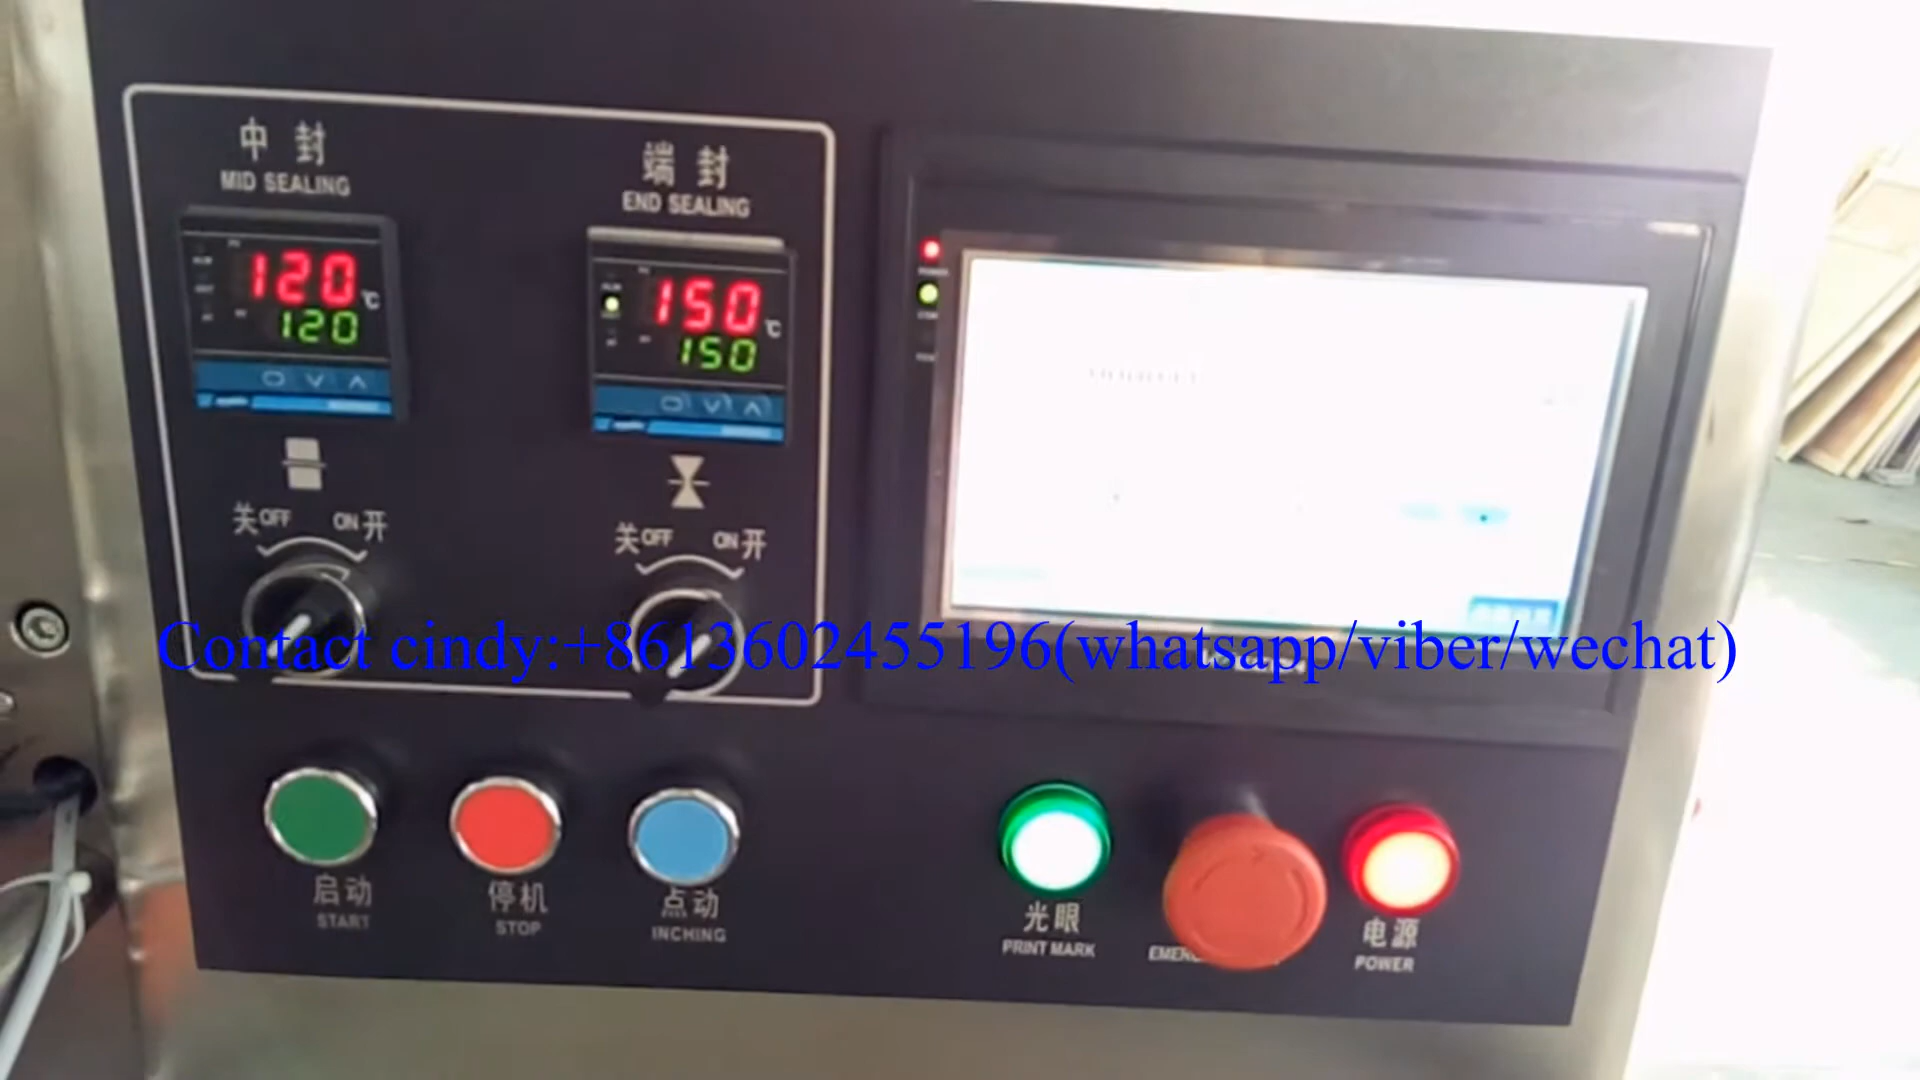 中封
MID SEALING
端封
END SEALING
120
℃
120
150
℃
150
关OFF ON开
关OFF ON开
Contact cindy:+8613602455196(whatsapp/viber/wechat)
启动
START
停机
STOP
点动
INCHING
光眼
PRINT MARK
电源
POWER